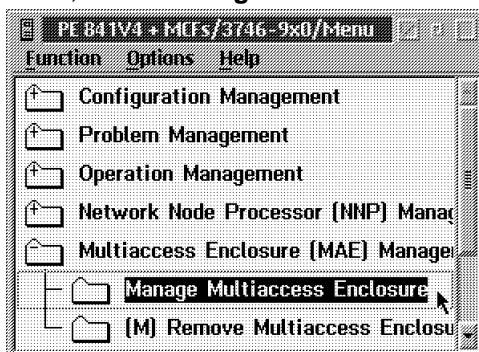 PE 841V4 + MCFs/3746-9x0/Menu
Function Options Help
Configuration Management
Problem Management
Operation Management
Network Node Processor (NNP) Manag
Multiaccess Enclosure (MAE) Manage
Manage Multiaccess Enclosure
(M) Remove Multiaccess Enclosu